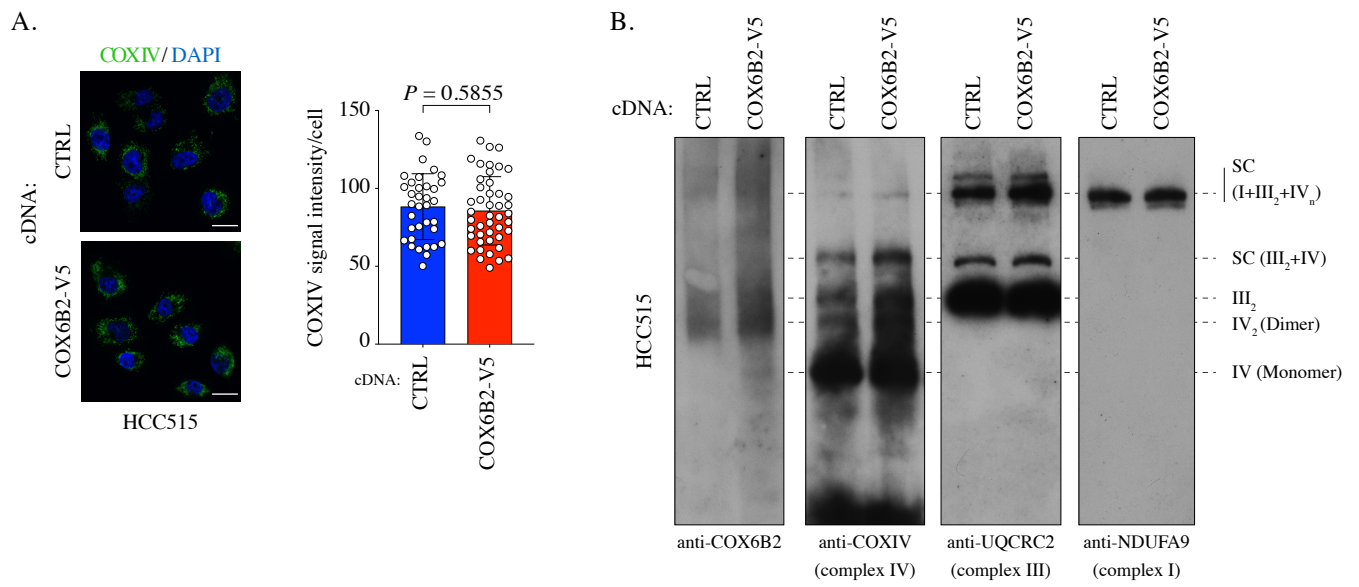 A.
COXIV/ DAPI
cDNA:
CTRL
COX6B2-V5
HCC515
P = 0.5855
COXIV signal intensity/cell
150
100
50
0
cDNA:
CTRL
COX6B2-V5
B.
cDNA:
CTRL
COX6B2-V5
CTRL
COX6B2-V5
CTRL
COX6B2-V5
CTRL
COX6B2-V5
HCC515
SC
(I+III₂+IVₙ)
SC (III₂+IV)
III₂
IV₂ (Dimer)
IV (Monomer)
anti-COX6B2
anti-COXIV
(complex IV)
anti-UQCRC2
(complex III)
anti-NDUFA9
(complex I)